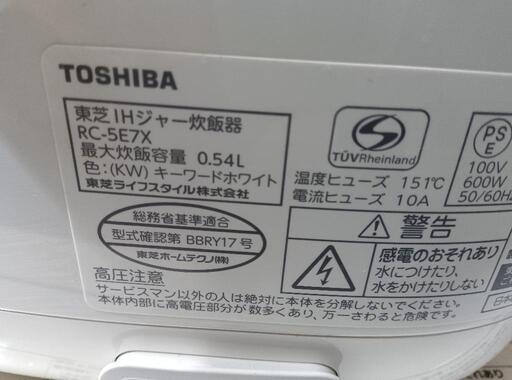 TOSHIBA
東芝IHジャー炊飯器
RC-5E7X
最大炊飯容量 0.54L
色:(KW) キーワードホワイト
東芝ライフスタイル株式会社
S
TÜVRheinland
温度ヒューズ 151℃
電流ヒューズ 10A
PS
E
100V
600W
50/60Hz
総務省基準適合
型式確認第 BBRY17号
東芝ホームテクノ(株)
警告
感電のおそれあり
水につけたり、
水をかけたりしない
高圧注意
サービスマン以外の人は絶対に本体を分解しないでください。
本体内部に高電圧部分が数多くあり、万一さわると危険です。